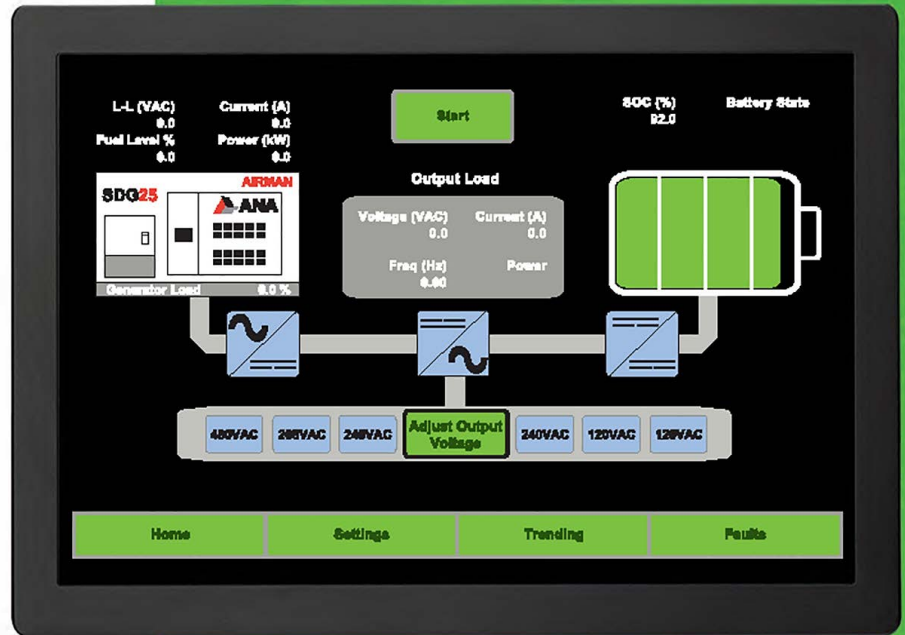 L-L (VAC) Current (A)
0.0 0.0
Fuel Level % Power (kW)
0.0 0.0
Start
SOC (%) Battery State
92.0
SDG25
AIRMAN
ANA
Generator Load 0.0 %
Output Load
Voltage (VAC) Current (A)
0.0 0.0
Freq (Hz) Power
0.00
480VAC 208VAC 240VAC Adjust Output Voltage 240VAC 120VAC 120VAC
Home Settings Trending Faults